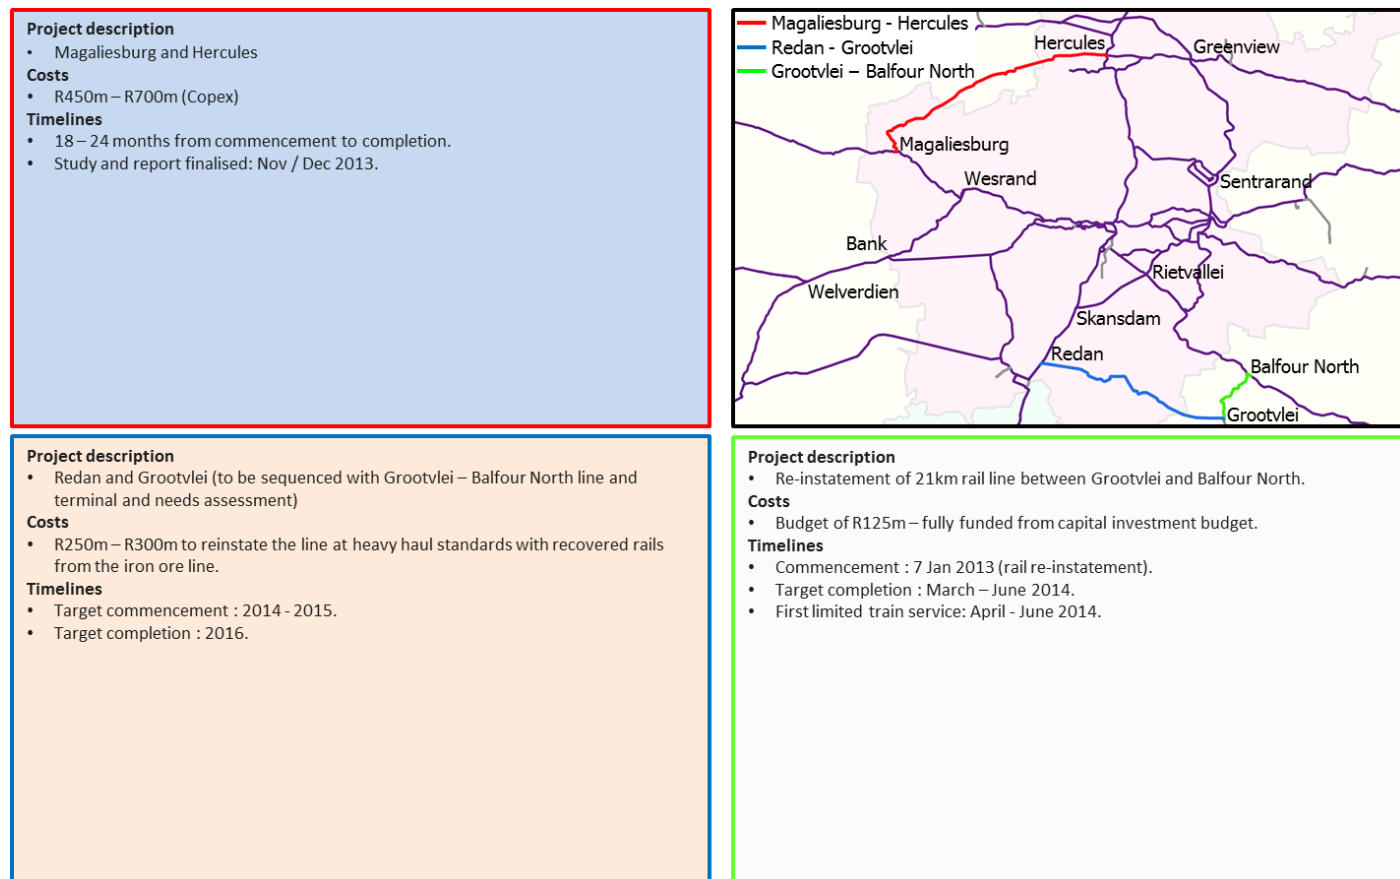 Project description
• Magaliesburg and Hercules
Costs
• R450m – R700m (Copex)
Timelines
• 18 – 24 months from commencement to completion.
• Study and report finalised: Nov / Dec 2013.
Magaliesburg - Hercules
Redan - Grootvlei
Grootvlei – Balfour North
Hercules
Greenview
Magaliesburg
Wesrand
Sentrarand
Bank
Rietvallei
Welverdien
Skansdam
Redan
Balfour North
Grootvlei
Project description
• Redan and Grootvlei (to be sequenced with Grootvlei – Balfour North line and
terminal and needs assessment)
Costs
• R250m – R300m to reinstate the line at heavy haul standards with recovered rails
from the iron ore line.
Timelines
• Target commencement : 2014 - 2015.
• Target completion : 2016.
Project description
• Re-instatement of 21km rail line between Grootvlei and Balfour North.
Costs
• Budget of R125m – fully funded from capital investment budget.
Timelines
• Commencement : 7 Jan 2013 (rail re-instatement).
• Target completion : March – June 2014.
• First limited train service: April - June 2014.